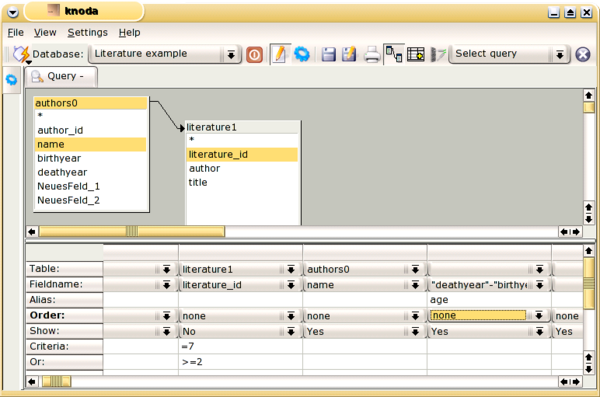 knoda
File View Settings Help
Database: Literature example Select query
Query -
authors0
*
author_id
name
birthyear
deathyear
NeuesFeld_1
NeuesFeld_2
literature1
*
literature_id
author
title
Table: literature1 authors0
Fieldname: literature_id name "deathyear"-"birthy
Alias: age
Order: none none none none
Show: No Yes Yes Yes
Criteria: =7
Or: >=2